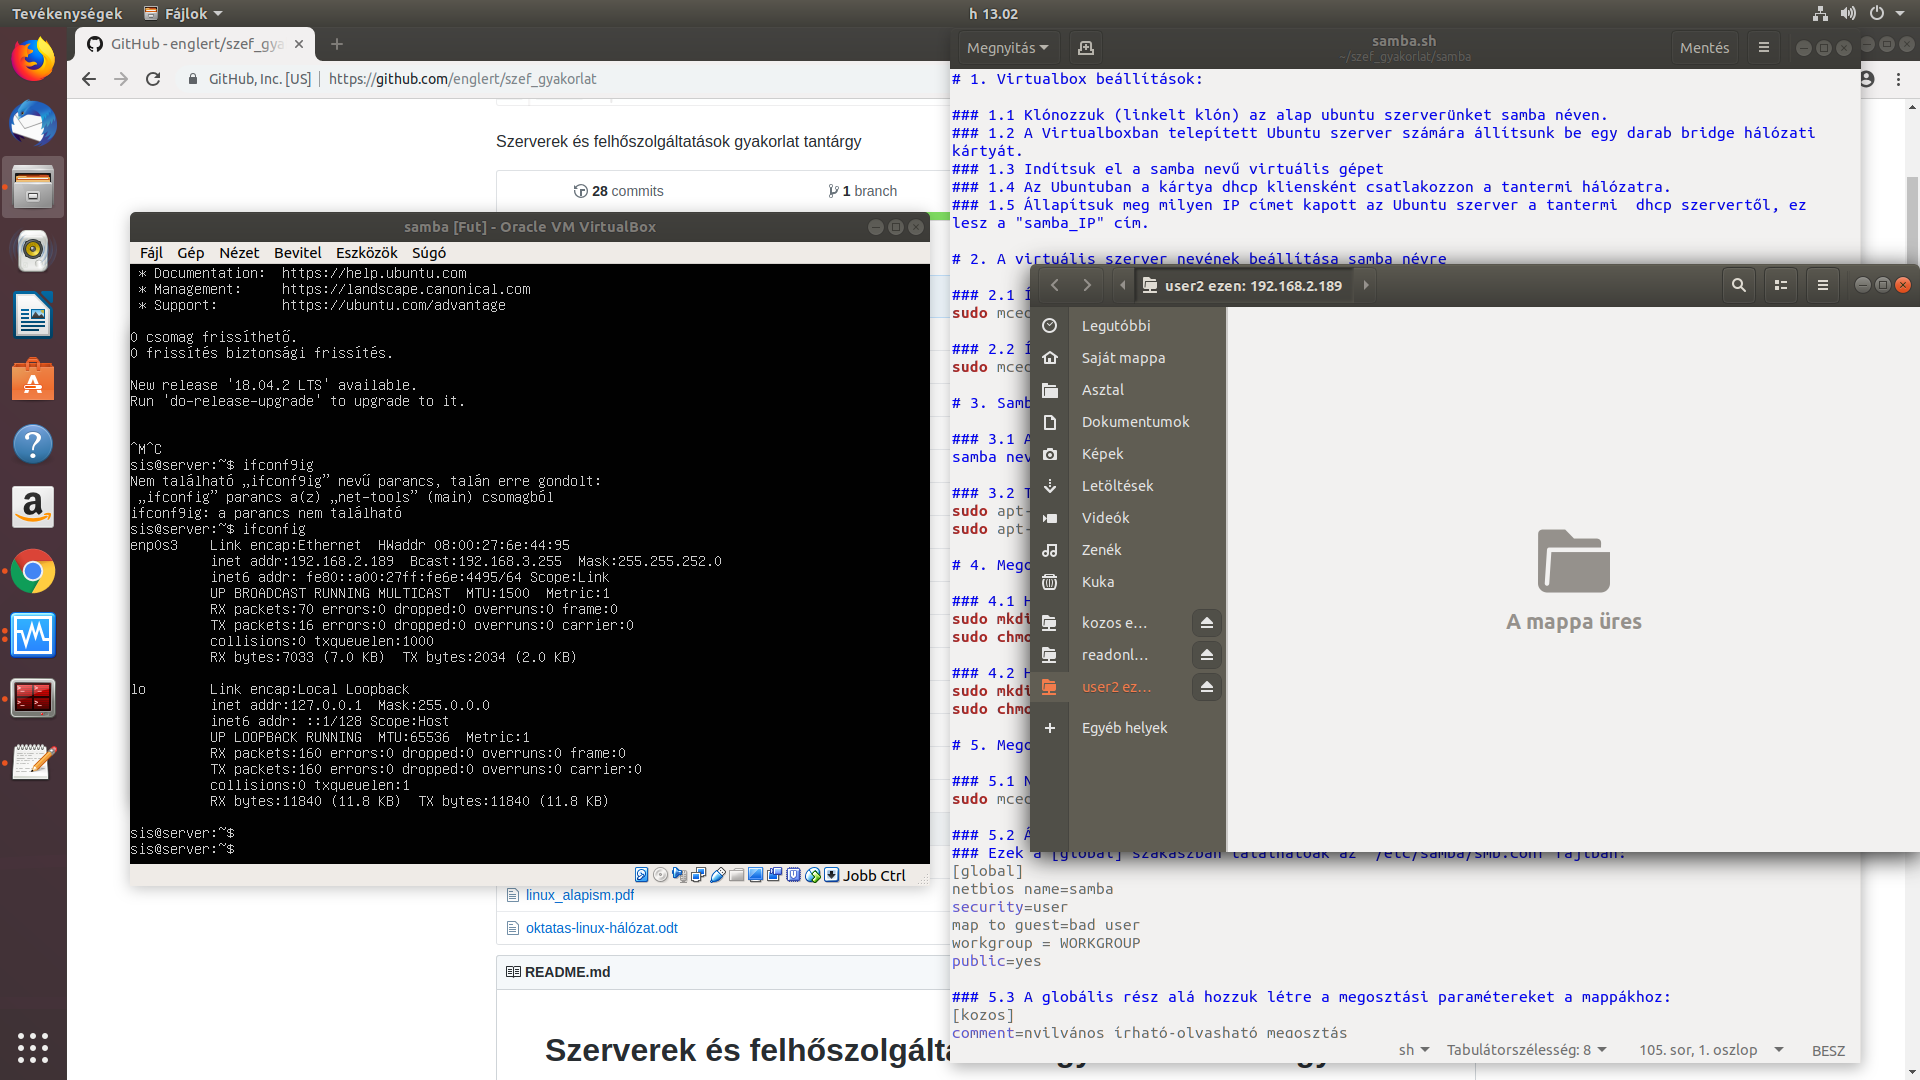 Tevékenységek
Fájlok
h 13.02
GitHub - englert/szef_gya
GitHub, Inc. [US]
https://github.com/englert/szef_gyakorlat
Szerverek és felhőszolgáltatások gyakorlat tantárgy
28 commits
1 branch
samba [Fut] - Oracle VM VirtualBox
Fájl Gép Nézet Bevitel Eszközök Súgó
* Documentation:  https://help.ubuntu.com
* Management:     https://landscape.canonical.com
* Support:        https://ubuntu.com/advantage
0 csomag frissíthető.
0 frissítés biztonsági frissítés.
New release '18.04.2 LTS' available.
Run 'do-release-upgrade' to upgrade to it.
^M^C
sis@server:~$ ifconf9ig
Nem található „ifconf9ig” nevű parancs, talán erre gondolt:
„ifconfig” parancs a(z) „net-tools” (main) csomagból
ifconf9ig: a parancs nem található
sis@server:~$ ifconfig
enp0s3    Link encap:Ethernet  HWaddr 08:00:27:6e:44:95
inet addr:192.168.2.189  Bcast:192.168.3.255  Mask:255.255.252.0
inet6 addr: fe80::a00:27ff:fe6e:4495/64 Scope:Link
UP BROADCAST RUNNING MULTICAST  MTU:1500  Metric:1
RX packets:70 errors:0 dropped:0 overruns:0 frame:0
TX packets:16 errors:0 dropped:0 overruns:0 carrier:0
collisions:0 txqueuelen:1000
RX bytes:7033 (7.0 KB)  TX bytes:2034 (2.0 KB)
lo        Link encap:Local Loopback
inet addr:127.0.0.1  Mask:255.0.0.0
inet6 addr: ::1/128 Scope:Host
UP LOOPBACK RUNNING  MTU:65536  Metric:1
RX packets:160 errors:0 dropped:0 overruns:0 frame:0
TX packets:160 errors:0 dropped:0 overruns:0 carrier:0
collisions:0 txqueuelen:1
RX bytes:11840 (11.8 KB)  TX bytes:11840 (11.8 KB)
sis@server:~$
sis@server:~$
Jobb Ctrl
linux_alapism.pdf
oktatas-linux-hálózat.odt
README.md
Szerverek és felhőszolgálta
Megnyitás
samba.sh
~/szef_gyakorlat/samba
Mentés
# 1. Virtualbox beállítások:
### 1.1 Klónozzuk (linkelt klón) az alap ubuntu szerverünket samba néven.
### 1.2 A Virtualboxban telepített Ubuntu szerver számára állítsunk be egy darab bridge hálózati
kártyát.
### 1.3 Indítsuk el a samba nevű virtuális gépet
### 1.4 Az Ubuntuban a kártya dhcp kliensként csatlakozzon a tantermi hálózatra.
### 1.5 Állapítsuk meg milyen IP címet kapott az Ubuntu szerver a tantermi  dhcp szervertől, ez
lesz a "samba_IP" cím.
# 2. A virtuális szerver nevének beállítása samba névre
### 2.1 Í
sudo mced
### 2.2 Í
sudo mced
# 3. Samb
### 3.1 A
samba nev
### 3.2 T
sudo apt-
sudo apt-
# 4. Mego
### 4.1 H
sudo mkdi
sudo chmo
### 4.2 H
sudo mkdi
sudo chmo
# 5. Mego
### 5.1 N
sudo mced
### 5.2 Á
### Ezek a [global] szakaszban találhatóak az "/etc/samba/smb.conf fájlban:
[global]
netbios name=samba
security=user
map to guest=bad user
workgroup = WORKGROUP
public=yes
### 5.3 A globális rész alá hozzuk létre a megosztási paramétereket a mappákhoz:
[kozos]
comment=nyilvános írható-olvasható megosztás
sh
Tabulátorszélesség: 8
105. sor, 1. oszlop
BESZ
user2 ezen: 192.168.2.189
Legutóbbi
Saját mappa
Asztal
Dokumentumok
Képek
Letöltések
Videók
Zenék
Kuka
kozos e…
readonl…
user2 ez…
Egyéb helyek
A mappa üres